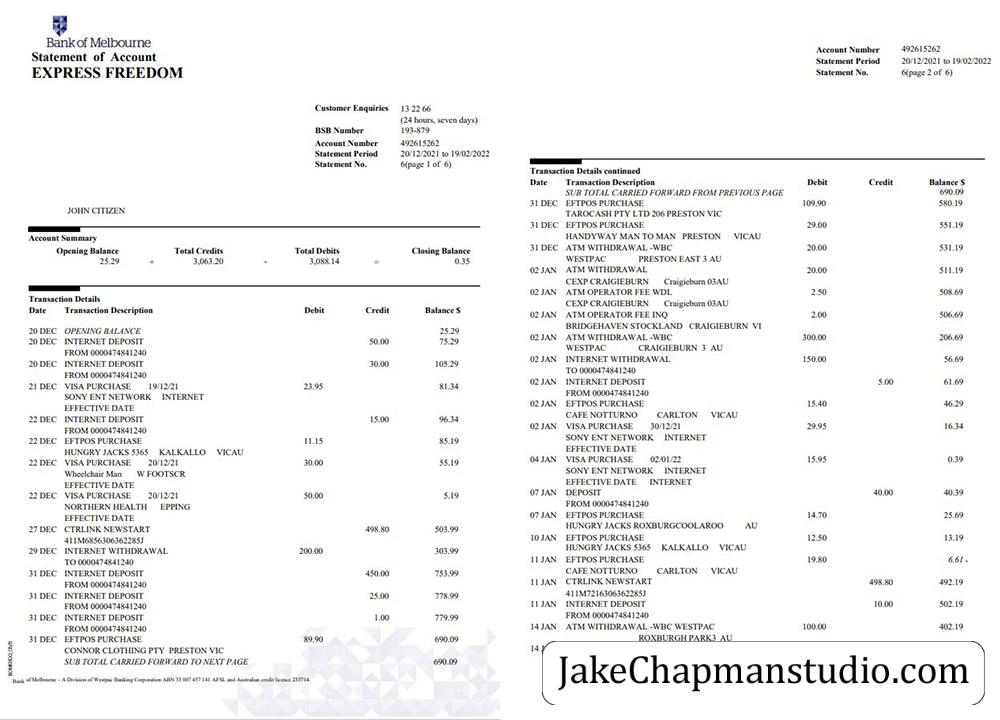 Bank of Melbourne
Statement of Account
EXPRESS FREEDOM
Customer Enquiries 13 22 66
(24 hours, seven days)
BSB Number 193-879
Account Number 492615262
Statement Period 20/12/2021 to 19/02/2022
Statement No. 6(page 1 of 6)
JOHN CITIZEN
Account Summary
Opening Balance Total Credits Total Debits Closing Balance
25.29 + 3,063.20 - 3,088.14 = 0.35
Transaction Details
Date Transaction Description Debit Credit Balance $
20 DEC OPENING BALANCE 25.29
20 DEC INTERNET DEPOSIT 50.00 75.29
FROM 0000474841240
20 DEC INTERNET DEPOSIT 30.00 105.29
FROM 0000474841240
21 DEC VISA PURCHASE 19/12/21 23.95 81.34
SONY ENT NETWORK INTERNET
EFFECTIVE DATE
22 DEC INTERNET DEPOSIT 15.00 96.34
FROM 0000474841240
22 DEC EFTPOS PURCHASE 11.15 85.19
HUNGRY JACKS 5365 KALKALLO VICAU
22 DEC VISA PURCHASE 20/12/21 30.00 55.19
Wheelchair Man W FOOTSCR
EFFECTIVE DATE
22 DEC VISA PURCHASE 20/12/21 50.00 5.19
NORTHERN HEALTH EPPING
EFFECTIVE DATE
27 DEC CTRLINK NEWSTART 498.80 503.99
411M6856306362285J
29 DEC INTERNET WITHDRAWAL 200.00 303.99
TO 0000474841240
31 DEC INTERNET DEPOSIT 450.00 753.99
FROM 0000474841240
31 DEC INTERNET DEPOSIT 25.00 778.99
FROM 0000474841240
31 DEC INTERNET DEPOSIT 1.00 779.99
FROM 0000474841240
31 DEC EFTPOS PURCHASE 89.90 690.09
CONNOR CLOTHING PTY PRESTON VIC
SUB TOTAL CARRIED FORWARD TO NEXT PAGE 690.09
Bank of Melbourne - A Division of Westpac Banking Corporation ABN 33 007 457 141 AFSL and Australian credit licence 233714.
Account Number 492615262
Statement Period 20/12/2021 to 19/02/2022
Statement No. 6(page 2 of 6)
Transaction Details continued
Date Transaction Description Debit Credit Balance $
SUB TOTAL CARRIED FORWARD FROM PREVIOUS PAGE 690.09
31 DEC EFTPOS PURCHASE 109.90 580.19
TAROCASH PTY LTD 206 PRESTON VIC
31 DEC EFTPOS PURCHASE 29.00 551.19
HANDYWAY MAN TO MAN PRESTON VICAU
31 DEC ATM WITHDRAWAL -WBC 20.00 531.19
WESTPAC PRESTON EAST 3 AU
02 JAN ATM WITHDRAWAL 20.00 511.19
CEXP CRAIGIEBURN Craigieburn 03AU
02 JAN ATM OPERATOR FEE WDL 2.50 508.69
CEXP CRAIGIEBURN Craigieburn 03AU
02 JAN ATM OPERATOR FEE INQ 2.00 506.69
BRIDGEHAVEN STOCKLAND CRAIGIEBURN VI
02 JAN ATM WITHDRAWAL -WBC 300.00 206.69
WESTPAC CRAIGIEBURN 3 AU
02 JAN INTERNET WITHDRAWAL 150.00 56.69
TO 0000474841240
02 JAN INTERNET DEPOSIT 5.00 61.69
FROM 0000474841240
02 JAN EFTPOS PURCHASE 15.40 46.29
CAFE NOTTURNO CARLTON VICAU
02 JAN VISA PURCHASE 30/12/21 29.95 16.34
SONY ENT NETWORK INTERNET
EFFECTIVE DATE
04 JAN VISA PURCHASE 02/01/22 15.95 0.39
SONY ENT NETWORK INTERNET
EFFECTIVE DATE INTERNET
07 JAN DEPOSIT 40.00 40.39
FROM 0000474841240
07 JAN EFTPOS PURCHASE 14.70 25.69
HUNGRY JACKS ROXBURGCOOLAROO AU
10 JAN EFTPOS PURCHASE 12.50 13.19
HUNGRY JACKS 5365 KALKALLO VICAU
11 JAN EFTPOS PURCHASE 19.80 6.61-
CAFE NOTTURNO CARLTON VICAU
11 JAN CTRLINK NEWSTART 498.80 492.19
411M7216306362285J
11 JAN INTERNET DEPOSIT 10.00 502.19
FROM 0000474841240
14 JAN ATM WITHDRAWAL -WBC WESTPAC 100.00 402.19
ROXBURGH PARK3 AU
14
JakeChapmanstudio.com